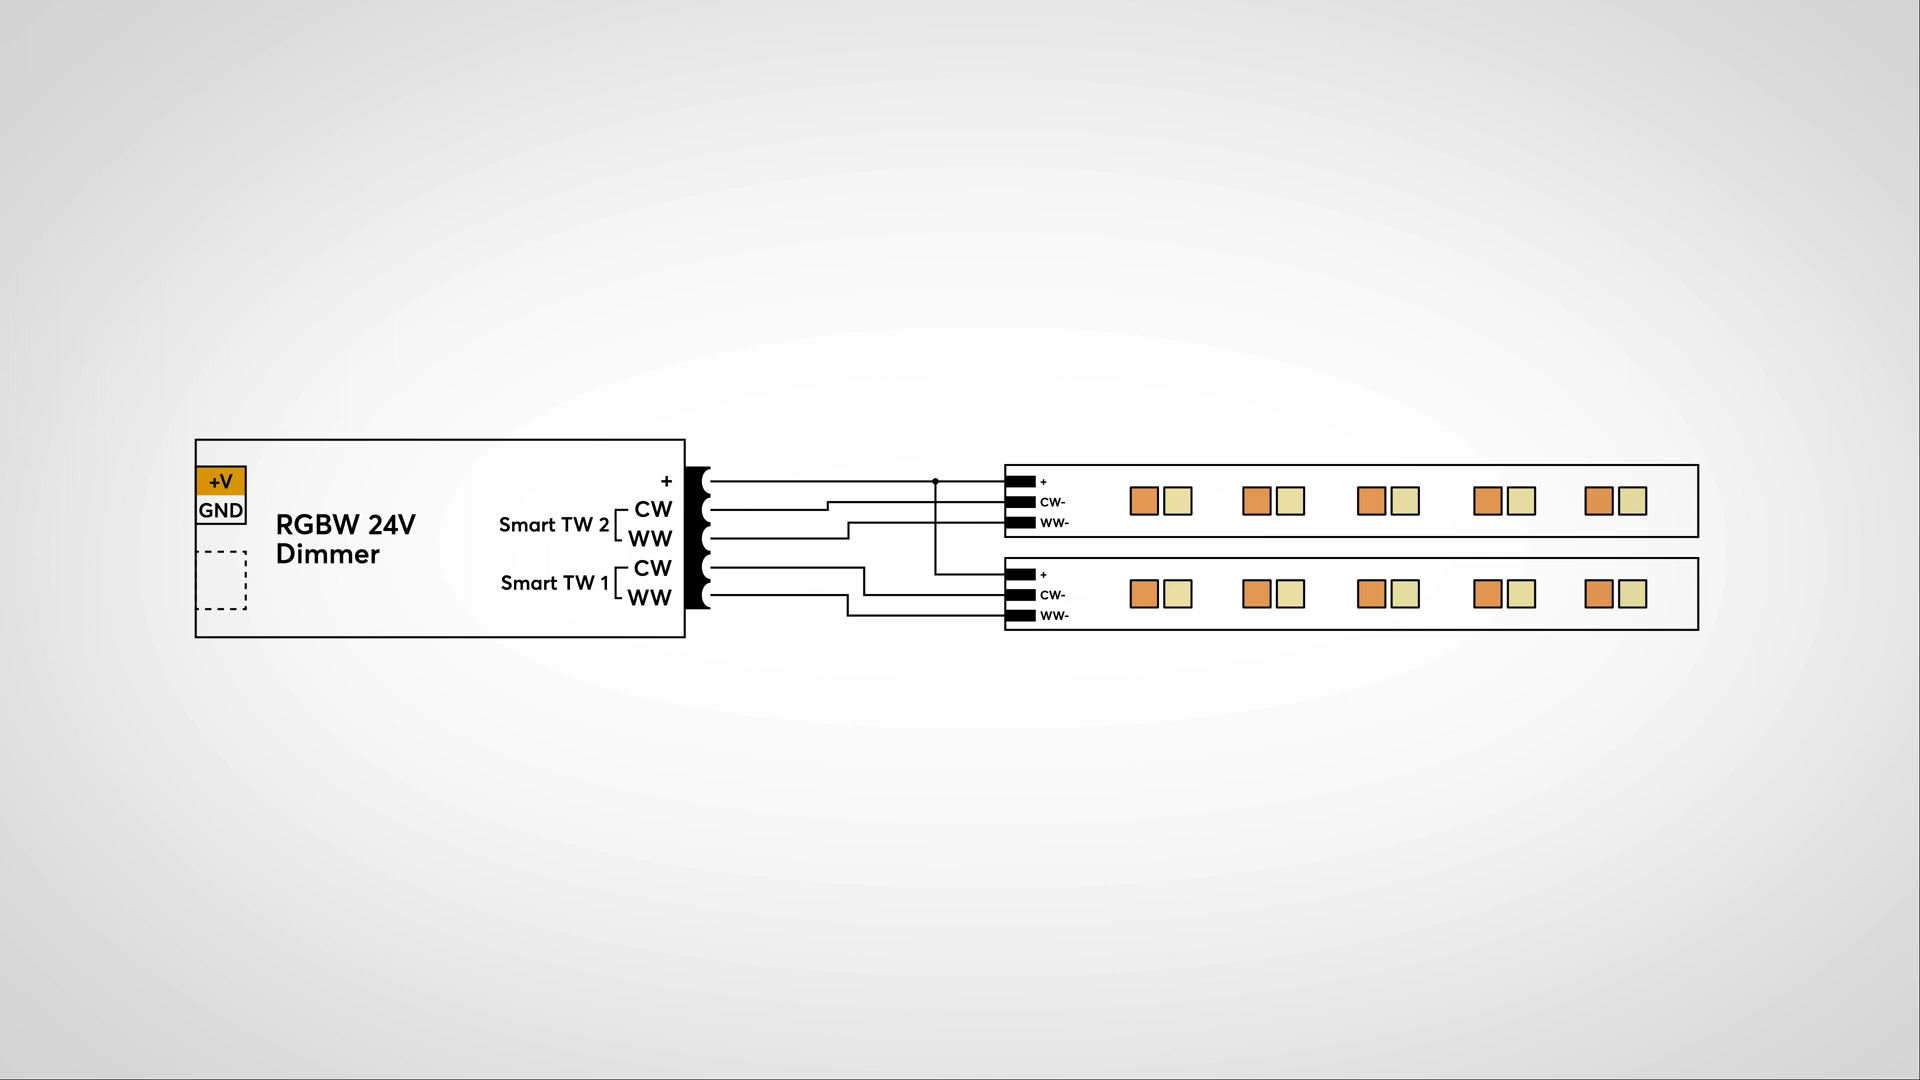 +V
GND
RGBW 24V
Dimmer
+
Smart TW 2
CW
WW
Smart TW 1
CW
WW
+
CW-
WW-
+
CW-
WW-